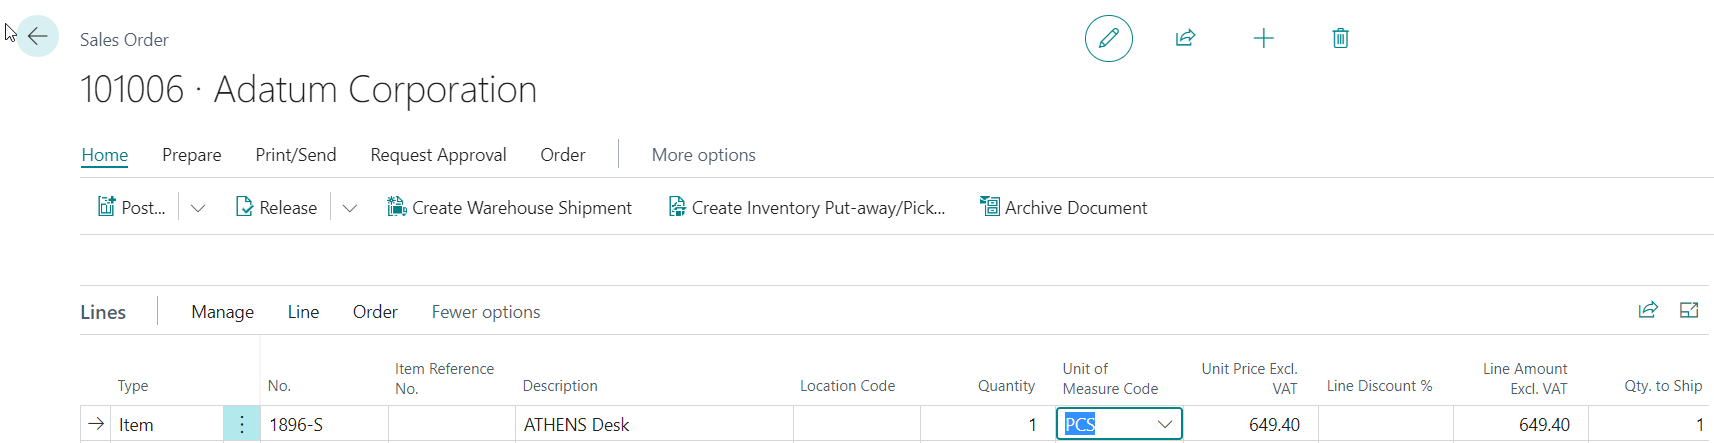 Sales Order
101006 · Adatum Corporation
Home Prepare Print/Send Request Approval Order More options
Post... Release Create Warehouse Shipment Create Inventory Put-away/Pick... Archive Document
Lines Manage Line Order Fewer options
Type No. Item Reference No. Description Location Code Quantity Unit of Measure Code Unit Price Excl. VAT Line Discount % Line Amount Excl. VAT Qty. to Ship
Item 1896-S ATHENS Desk 1 PCS 649.40 649.40 1